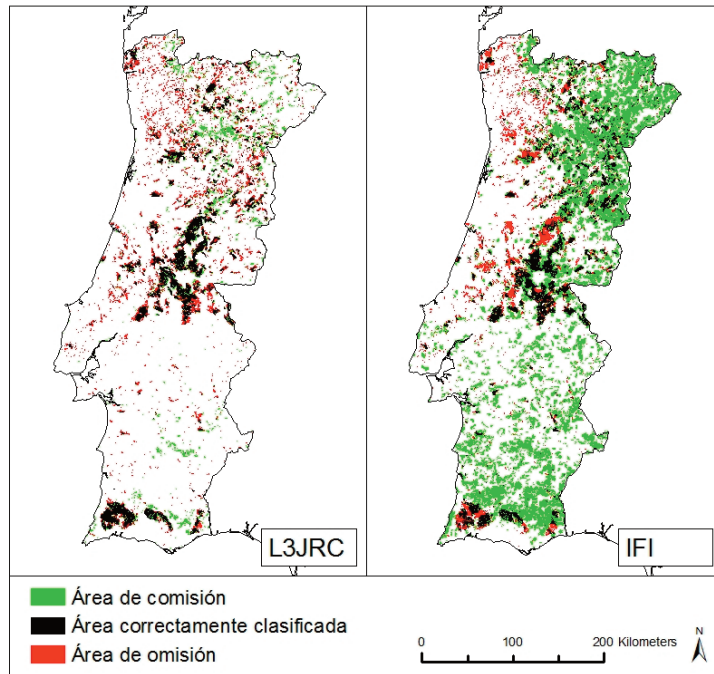 L3JRC
IFI
Área de comisión
Área correctamente clasificada
Área de omisión
0 100 200 Kilometers
N